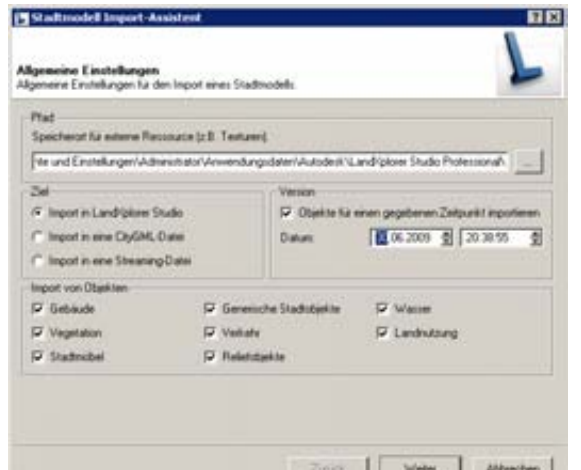 Stadtmodell Import-Assistent
Allgemeine Einstellungen
Allgemeine Einstellungen für den Import eines Stadtmodells.
Pfad
Speicherort für externe Ressource (z.B. Texturen)
nte und Einstellungen\Administrator\Anwendungsdaten\Autodesk\LandXplorer Studio Professional\ ...
Ziel
Import in LandXplorer Studio
Import in eine CityGML-Datei
Import in eine Streaming-Datei
Version
Objekte für einen gegebenen Zeitpunkt importieren
Datum: .06.2009 20:38:55
Import von Objekten
Gebäude Generische Stadtobjekte Wasser
Vegetation Verkehr Landnutzung
Stadtmöbel Reliefobjekte
Zurück Weiter Abbrechen